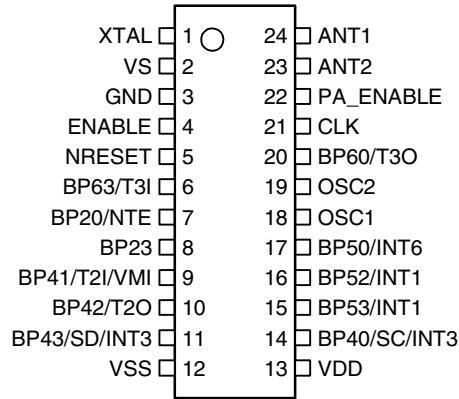 XTAL 1 24 ANT1
VS 2 23 ANT2
GND 3 22 PA_ENABLE
ENABLE 4 21 CLK
NRESET 5 20 BP60/T3O
BP63/T3I 6 19 OSC2
BP20/NTE 7 18 OSC1
BP23 8 17 BP50/INT6
BP41/T2I/VMI 9 16 BP52/INT1
BP42/T2O 10 15 BP53/INT1
BP43/SD/INT3 11 14 BP40/SC/INT3
VSS 12 13 VDD